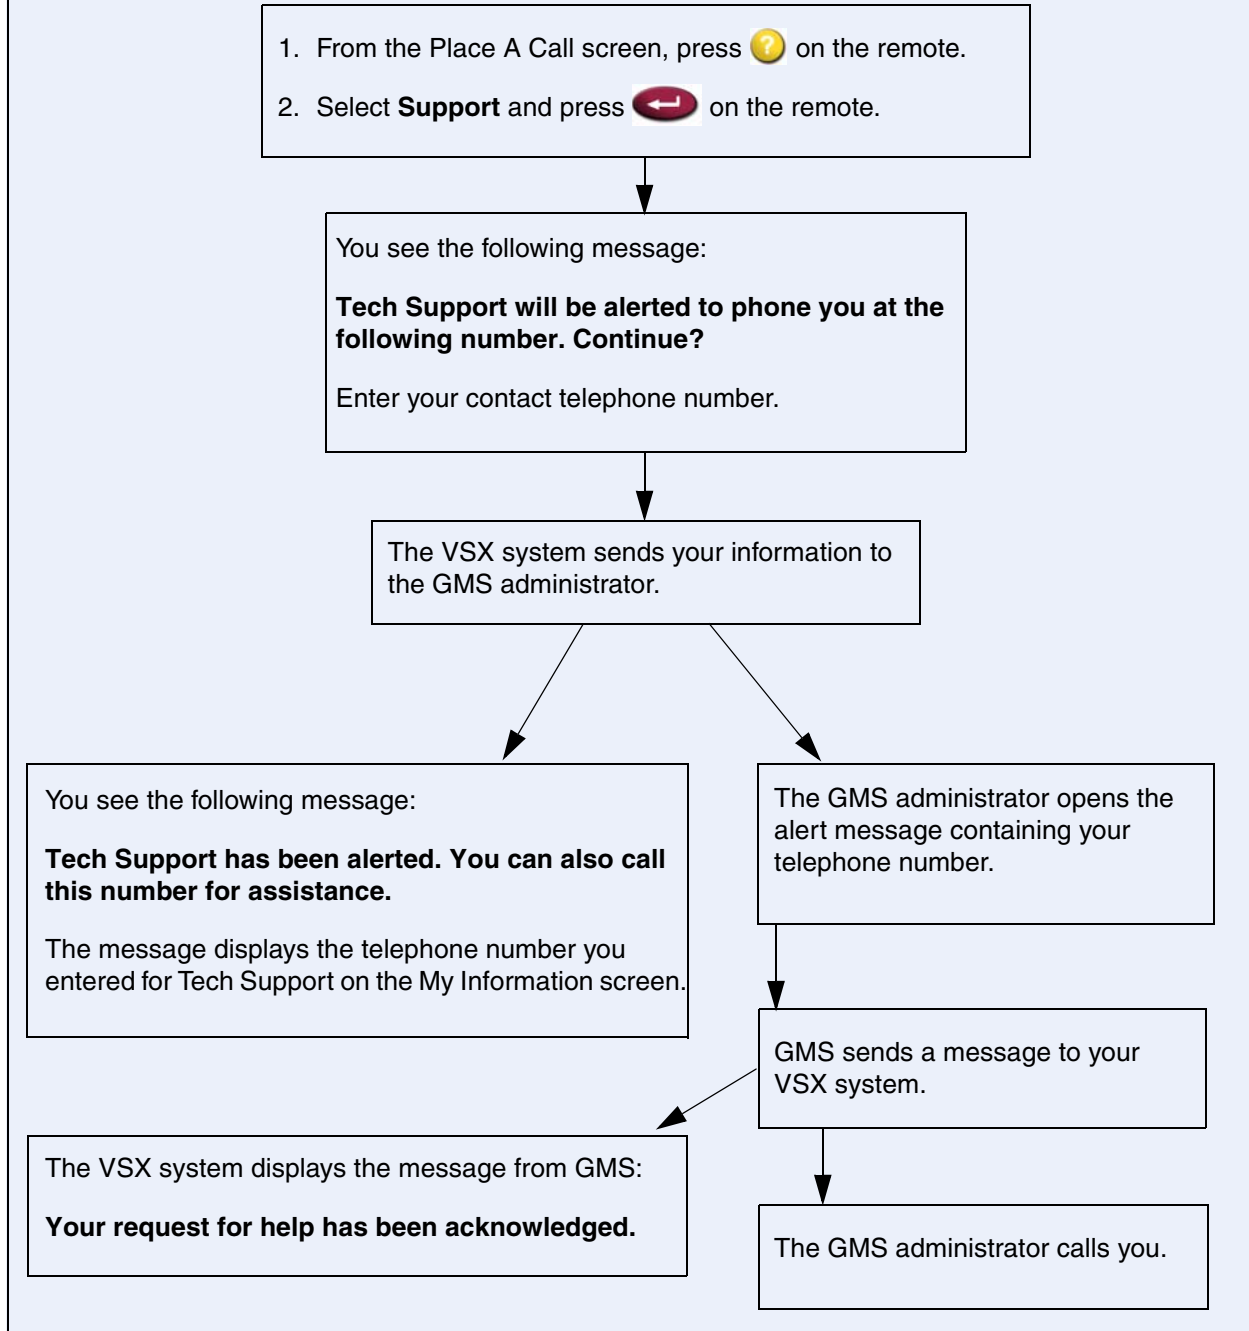 1. From the Place A Call screen, press ? on the remote.
2. Select Support and press on the remote.
You see the following message:
Tech Support will be alerted to phone you at the
following number. Continue?
Enter your contact telephone number.
The VSX system sends your information to
the GMS administrator.
You see the following message:
Tech Support has been alerted. You can also call
this number for assistance.
The message displays the telephone number you
entered for Tech Support on the My Information screen.
The GMS administrator opens the
alert message containing your
telephone number.
GMS sends a message to your
VSX system.
The VSX system displays the message from GMS:
Your request for help has been acknowledged.
The GMS administrator calls you.